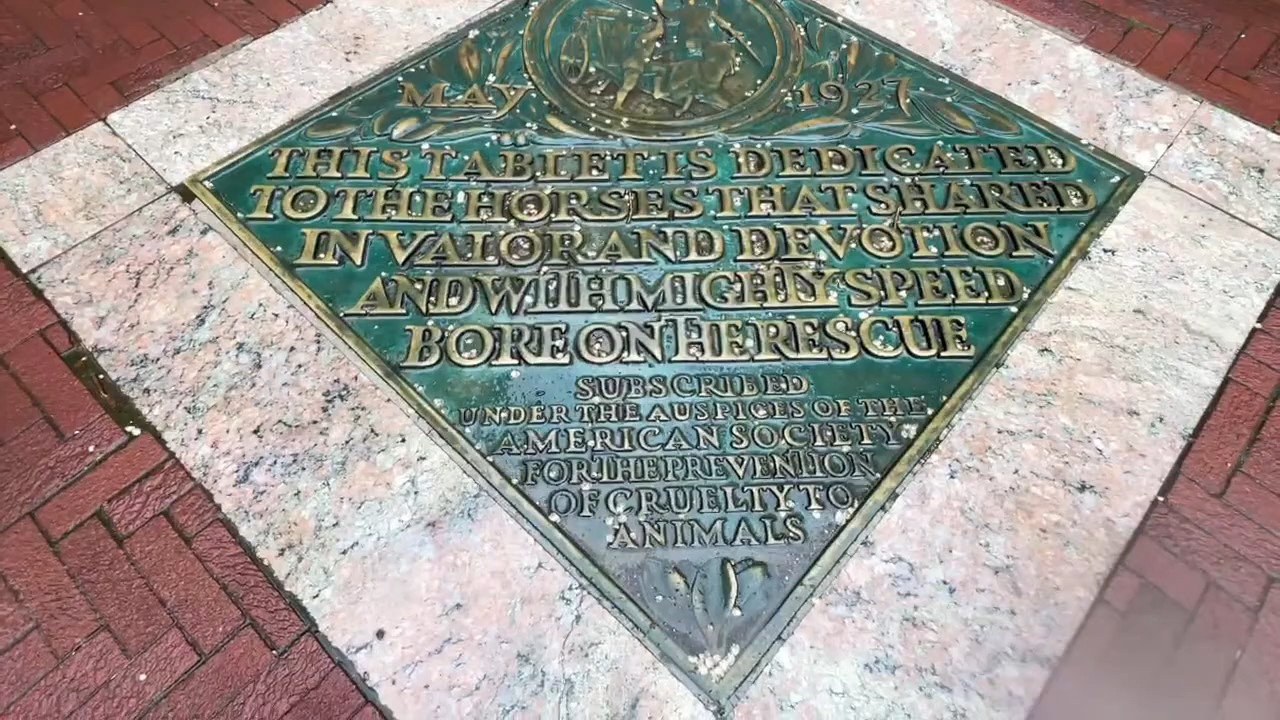 MAY 1927
THIS TABLET IS DEDICATED
TO THE HORSES THAT SHARED
IN VALOR AND DEVOTION
AND WITH MIGHTY SPEED
BORE ON THE RESCUE
SUBSCRIBED
UNDER THE AUSPICES OF THE
AMERICAN SOCIETY
FOR THE PREVENTION
OF CRUELTY TO
ANIMALS